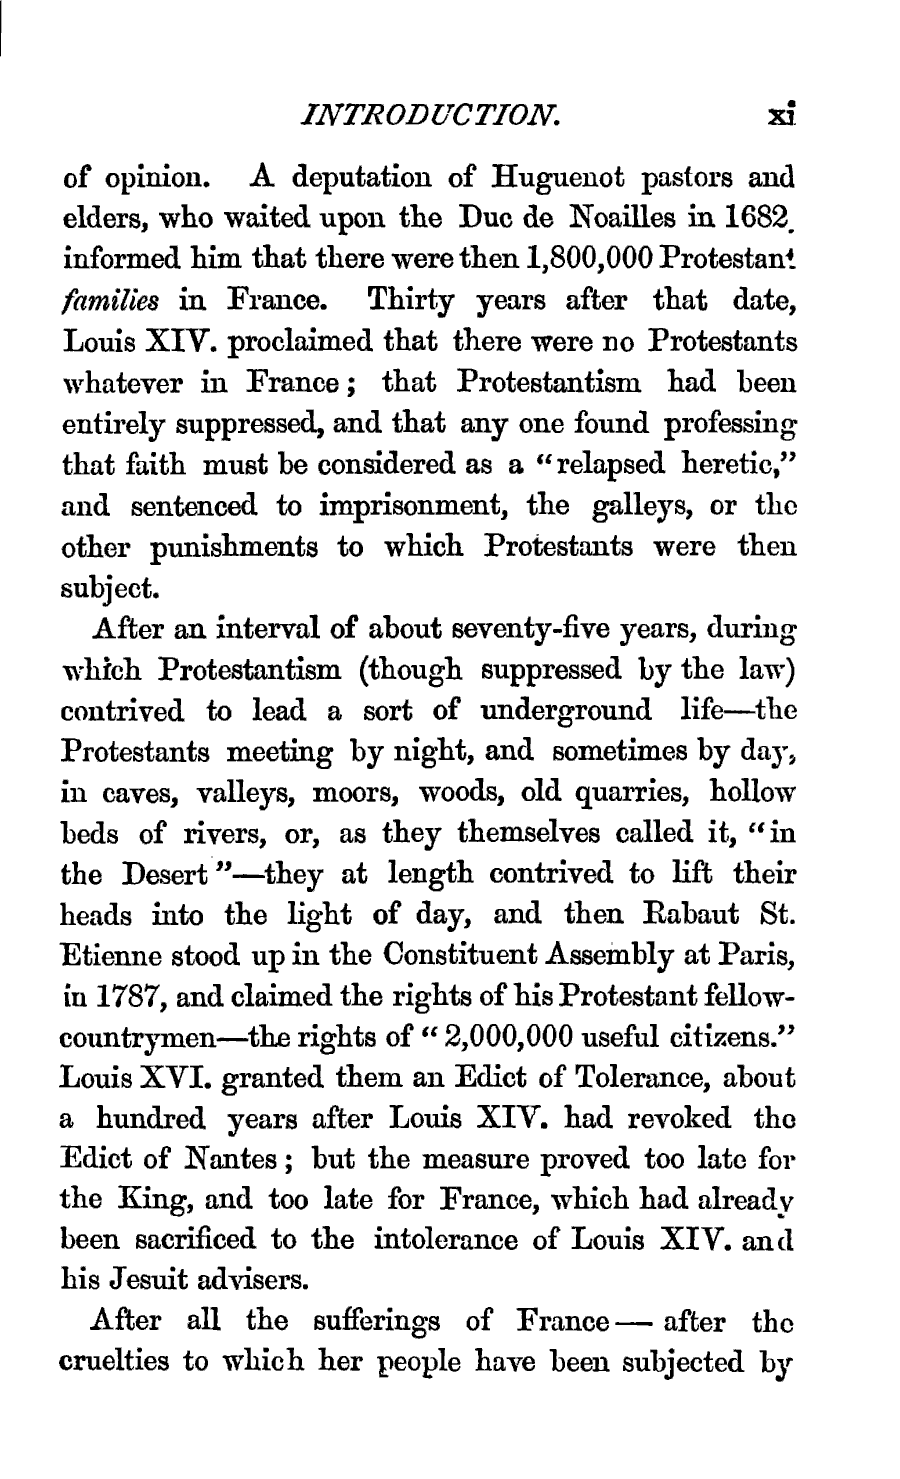 INTRODUCTION. xi
of opinion. A deputation of Huguenot pastors and
elders, who waited upon the Duc de Noailles in 1682.
informed him that there were then 1,800,000 Protestant
families in France. Thirty years after that date,
Louis XIV. proclaimed that there were no Protestants
whatever in France ; that Protestantism had been
entirely suppressed, and that any one found professing
that faith must be considered as a “relapsed heretic,”
and sentenced to imprisonment, the galleys, or the
other punishments to which Protestants were then
subject.
After an interval of about seventy-five years, during
which Protestantism (though suppressed by the law)
contrived to lead a sort of underground life—the
Protestants meeting by night, and sometimes by day,
in caves, valleys, moors, woods, old quarries, hollow
beds of rivers, or, as they themselves called it, “in
the Desert”—they at length contrived to lift their
heads into the light of day, and then Rabaut St.
Etienne stood up in the Constituent Assembly at Paris,
in 1787, and claimed the rights of his Protestant fellow-
countrymen—the rights of “2,000,000 useful citizens.”
Louis XVI. granted them an Edict of Tolerance, about
a hundred years after Louis XIV. had revoked the
Edict of Nantes ; but the measure proved too late for
the King, and too late for France, which had already
been sacrificed to the intolerance of Louis XIV. and
his Jesuit advisers.
After all the sufferings of France — after the
cruelties to which her people have been subjected by